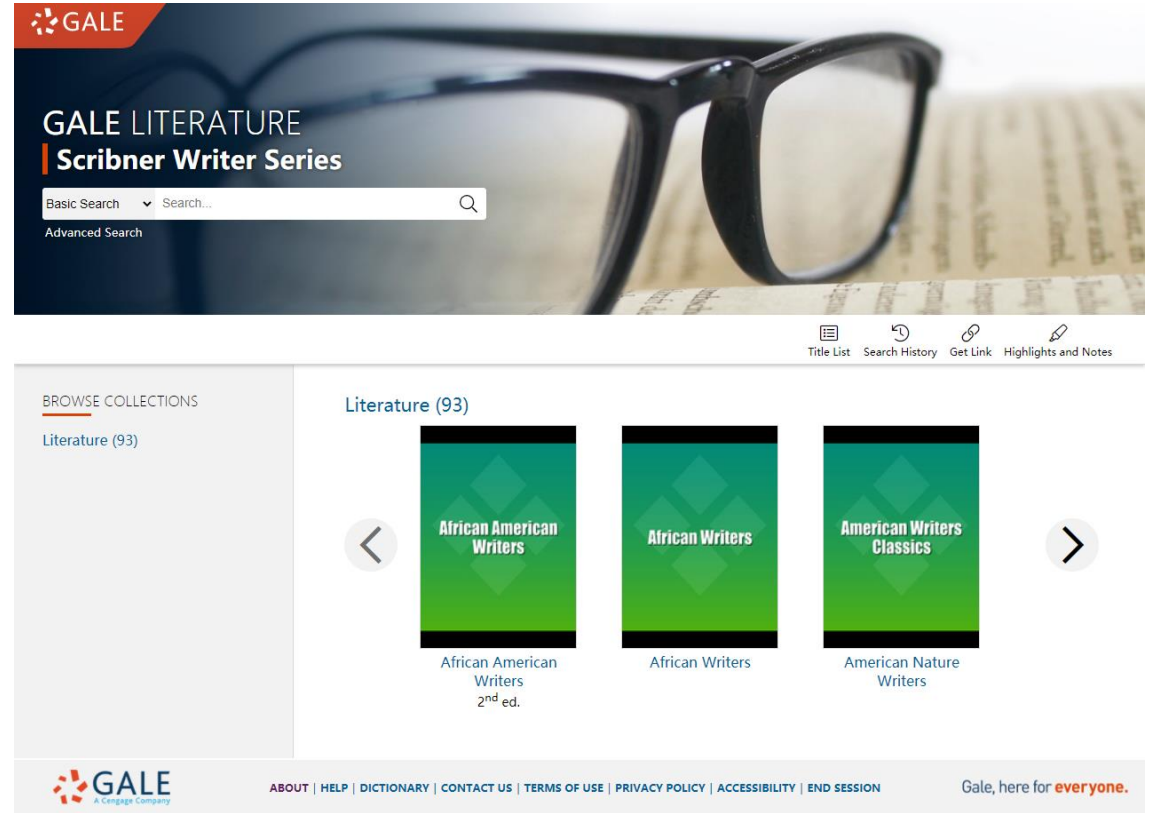 GALE
GALE LITERATURE
Scribner Writer Series
Basic Search Search...
Advanced Search
Title List Search History Get Link Highlights and Notes
BROWSE COLLECTIONS
Literature (93)
Literature (93)
African American
Writers
African Writers
American Writers
Classics
African American
Writers
2nd ed.
African Writers
American Nature
Writers
GALE
A Cengage Company
ABOUT | HELP | DICTIONARY | CONTACT US | TERMS OF USE | PRIVACY POLICY | ACCESSIBILITY | END SESSION
Gale, here for everyone.